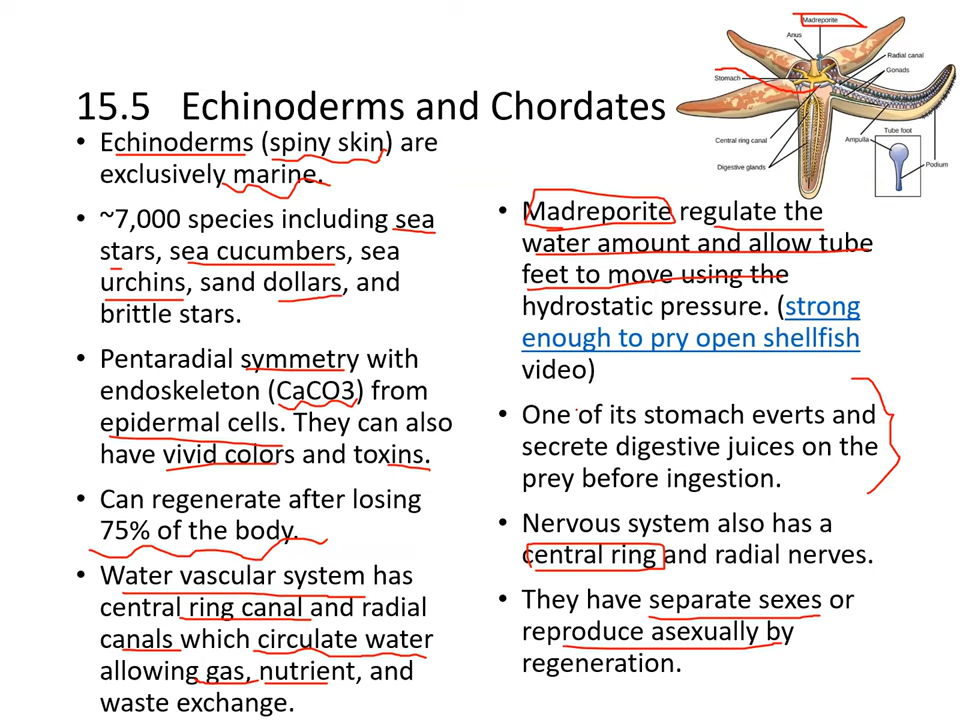 15.5 Echinoderms and Chordates
• Echinoderms (spiny skin) are
exclusively marine.
• ~7,000 species including sea
stars, sea cucumbers, sea
urchins, sand dollars, and
brittle stars.
• Pentaradial symmetry with
endoskeleton (CaCO3) from
epidermal cells. They can also
have vivid colors and toxins.
• Can regenerate after losing
75% of the body.
• Water vascular system has
central ring canal and radial
canals which circulate water
allowing gas, nutrient, and
waste exchange.
Madreporite
Anus
Radial canal
Gonads
Stomach
Central ring canal
Digestive glands
Ampulla
Tube foot
Podium
• Madreporite regulate the
water amount and allow tube
feet to move using the
hydrostatic pressure. (strong
enough to pry open shellfish
video)
• One of its stomach everts and
secrete digestive juices on the
prey before ingestion.
• Nervous system also has a
central ring and radial nerves.
• They have separate sexes or
reproduce asexually by
regeneration.